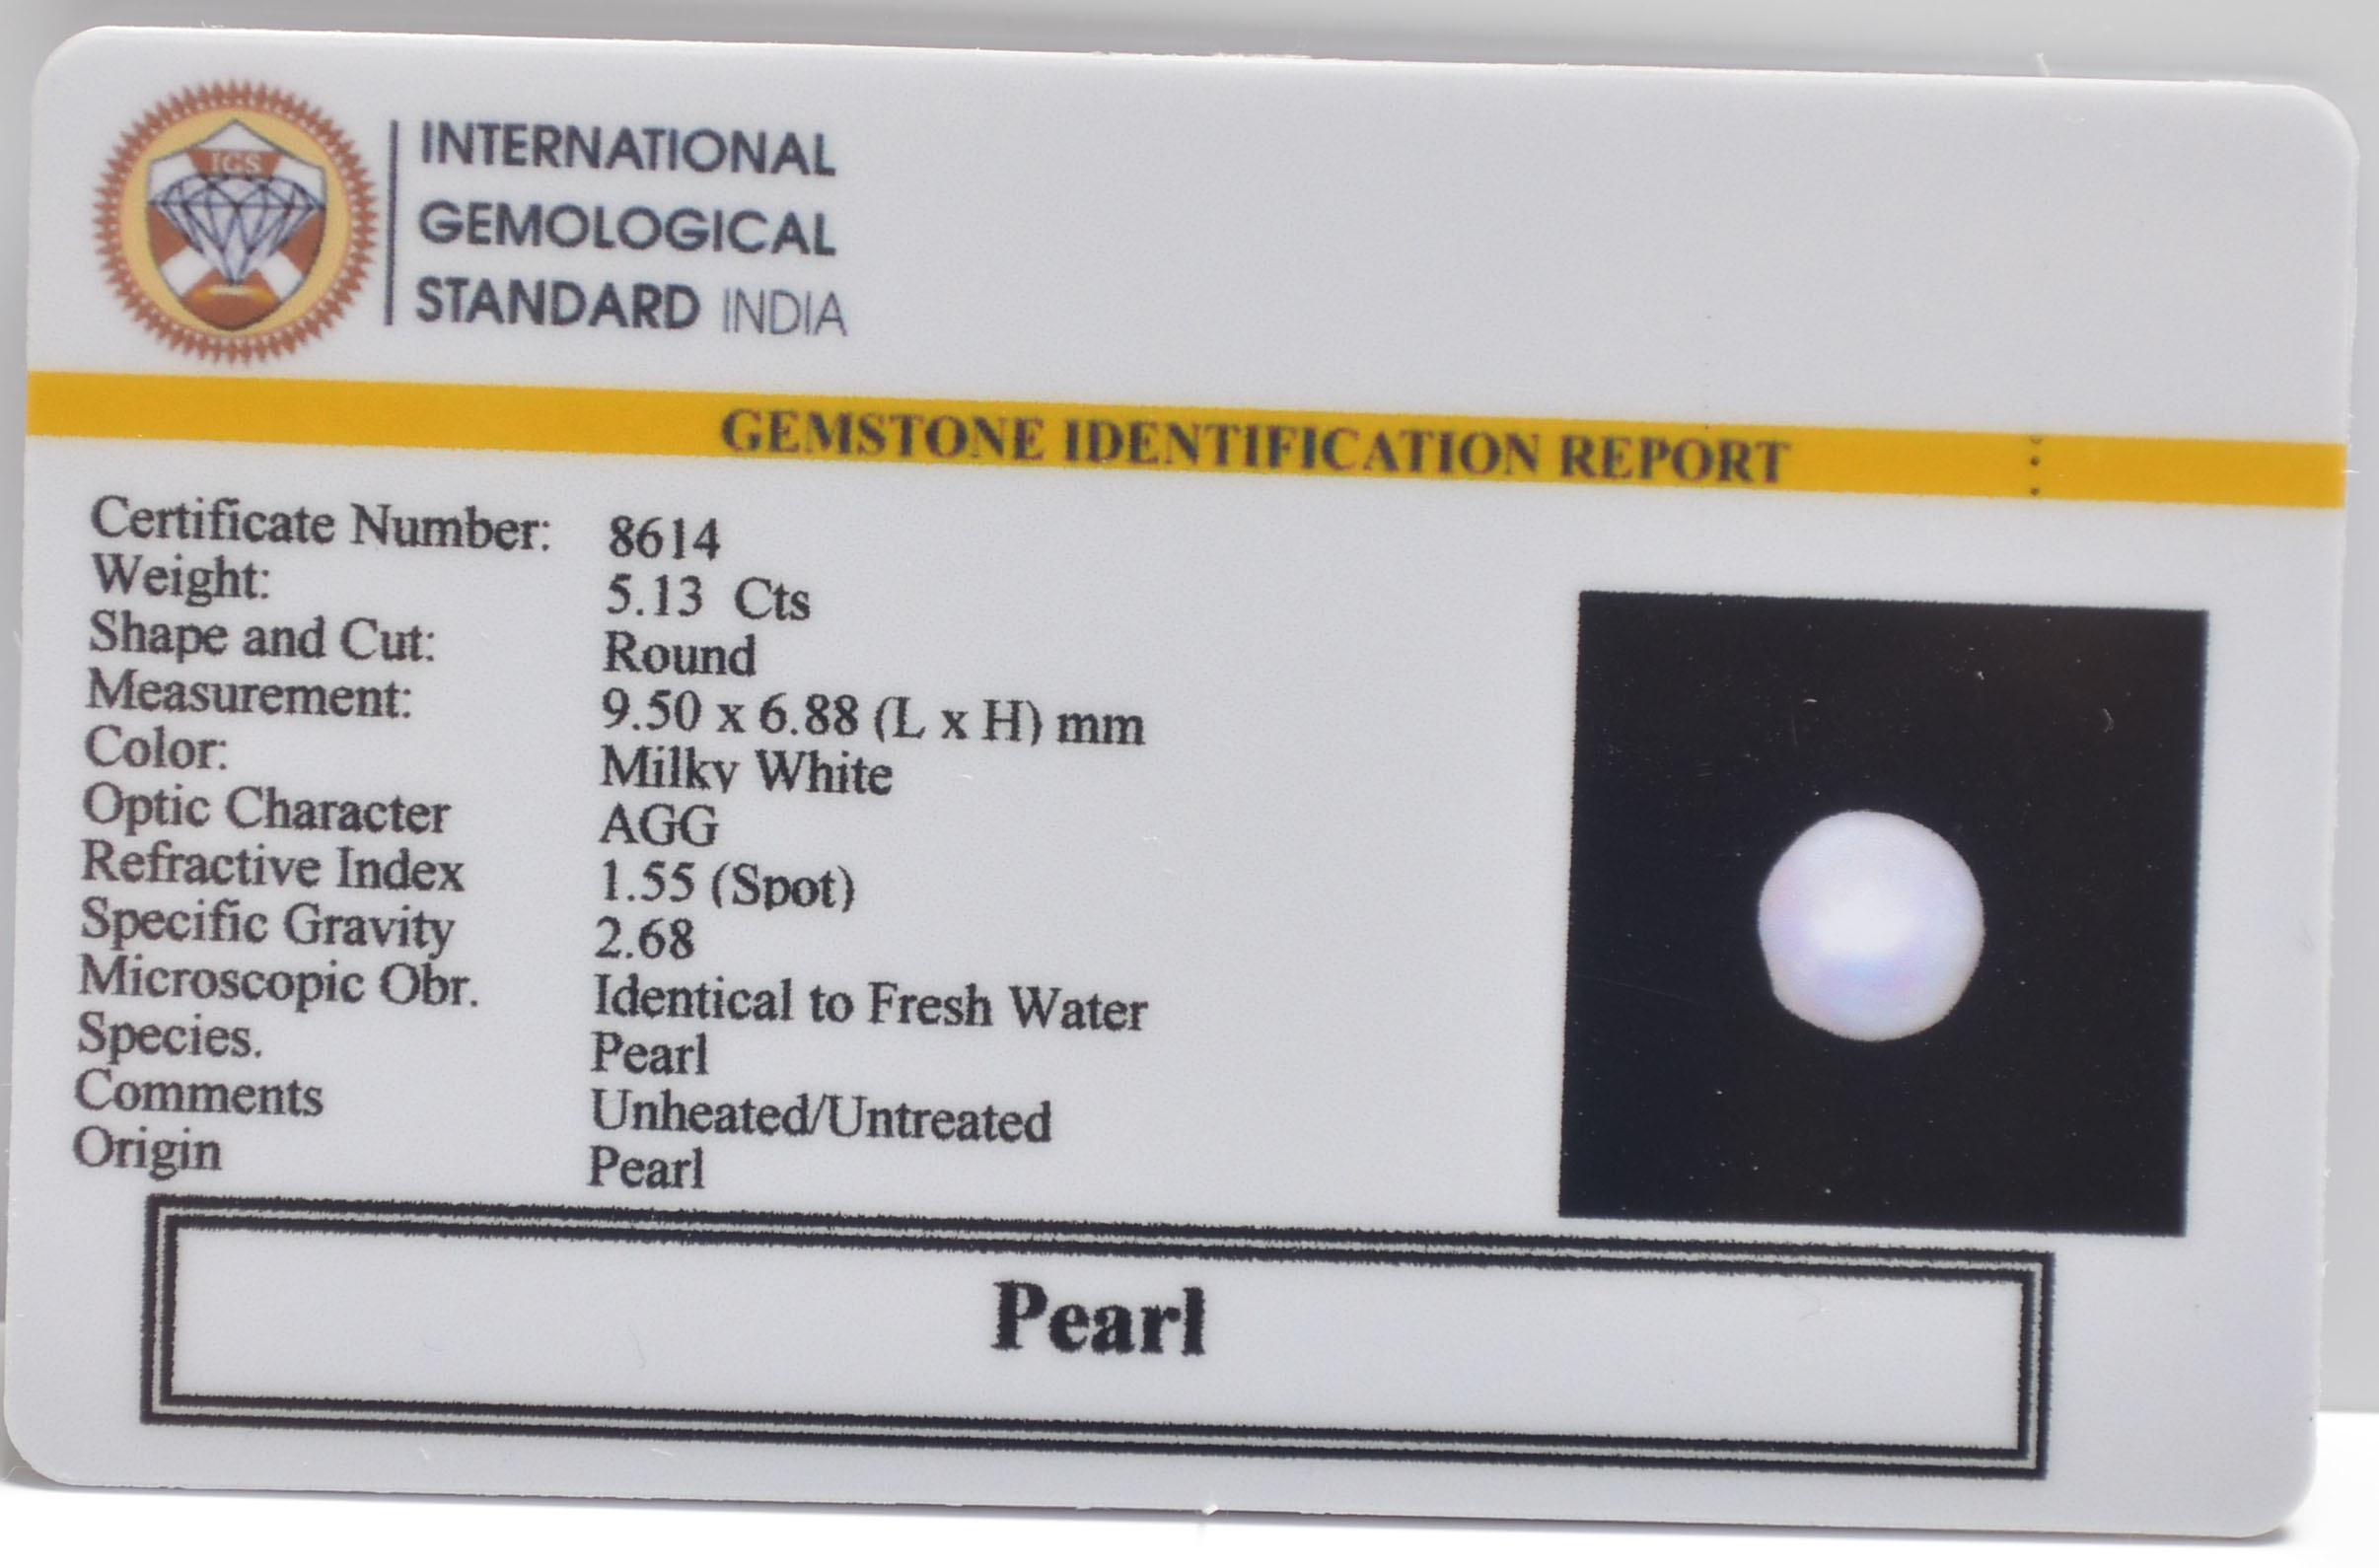 IGS
INTERNATIONAL
GEMOLOGICAL
STANDARD INDIA
GEMSTONE IDENTIFICATION REPORT
Certificate Number: 8614
Weight: 5.13 Cts
Shape and Cut: Round
Measurement: 9.50 x 6.88 (L x H) mm
Color: Milky White
Optic Character AGG
Refractive Index 1.55 (Spot)
Specific Gravity 2.68
Microscopic Obr. Identical to Fresh Water
Species. Pearl
Comments Unheated/Untreated
Origin Pearl
Pearl